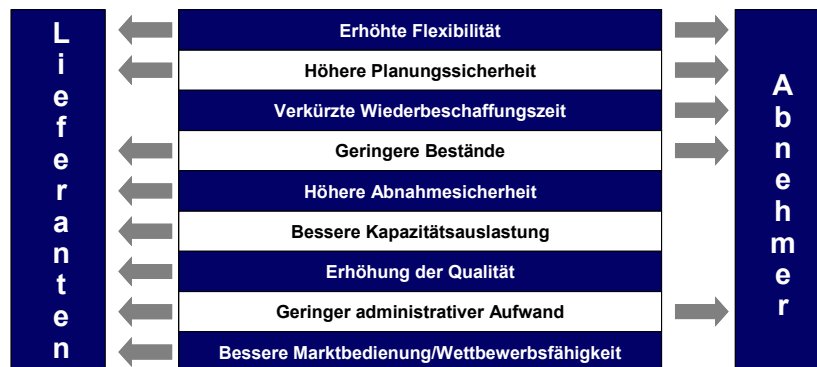 Lieferanten
Erhöhte Flexibilität
Höhere Planungssicherheit
Verkürzte Wiederbeschaffungszeit
Geringere Bestände
Höhere Abnahmesicherheit
Bessere Kapazitätsauslastung
Erhöhung der Qualität
Geringer administrativer Aufwand
Bessere Marktbedienung/Wettbewerbsfähigkeit
Abnehmer